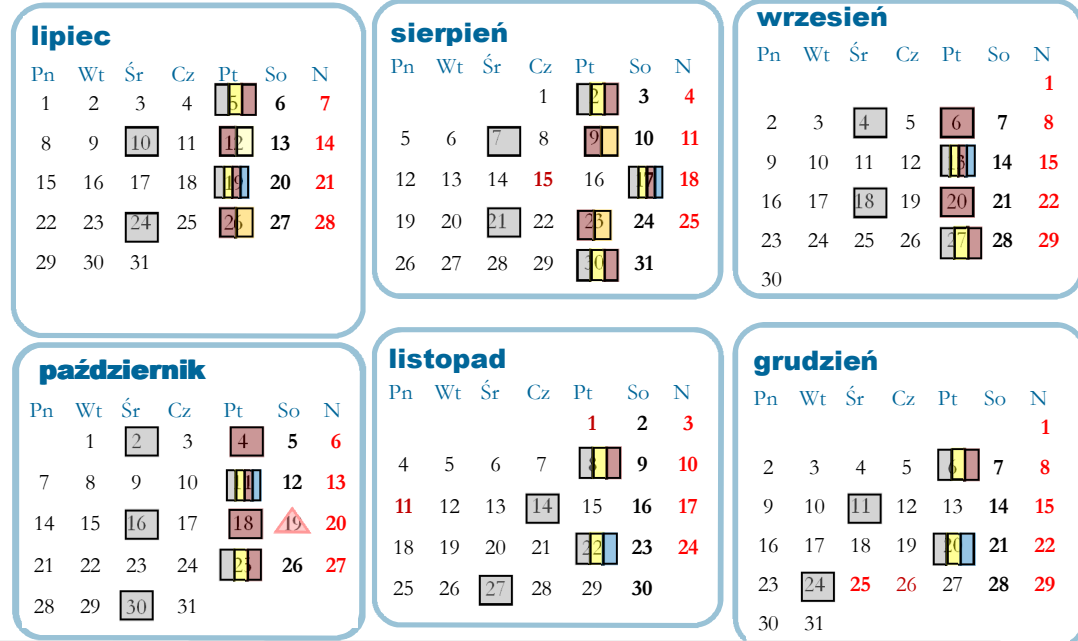 lipiec
Pn Wt Śr Cz Pt So N
1 2 3 4 5 6 7
8 9 10 11 12 13 14
15 16 17 18 19 20 21
22 23 24 25 26 27 28
29 30 31
sierpień
Pn Wt Śr Cz Pt So N
1 2 3 4
5 6 7 8 9 10 11
12 13 14 15 16 17 18
19 20 21 22 23 24 25
26 27 28 29 30 31
wrzesień
Pn Wt Śr Cz Pt So N
1
2 3 4 5 6 7 8
9 10 11 12 13 14 15
16 17 18 19 20 21 22
23 24 25 26 27 28 29
30
październik
Pn Wt Śr Cz Pt So N
1 2 3 4 5 6
7 8 9 10 11 12 13
14 15 16 17 18 19 20
21 22 23 24 25 26 27
28 29 30 31
listopad
Pn Wt Śr Cz Pt So N
1 2 3
4 5 6 7 8 9 10
11 12 13 14 15 16 17
18 19 20 21 22 23 24
25 26 27 28 29 30
grudzień
Pn Wt Śr Cz Pt So N
1
2 3 4 5 6 7 8
9 10 11 12 13 14 15
16 17 18 19 20 21 22
23 24 25 26 27 28 29
30 31